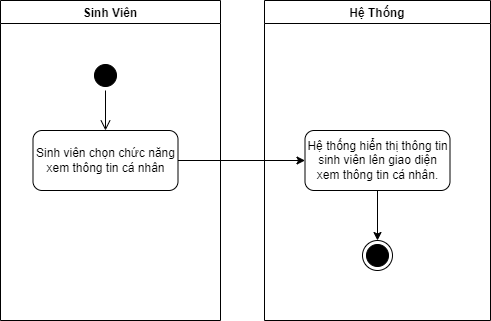 Sinh Viên
Hệ Thống
Sinh viên chọn chức năng
xem thông tin cá nhân
Hệ thống hiển thị thông tin
sinh viên lên giao diện
xem thông tin cá nhân.